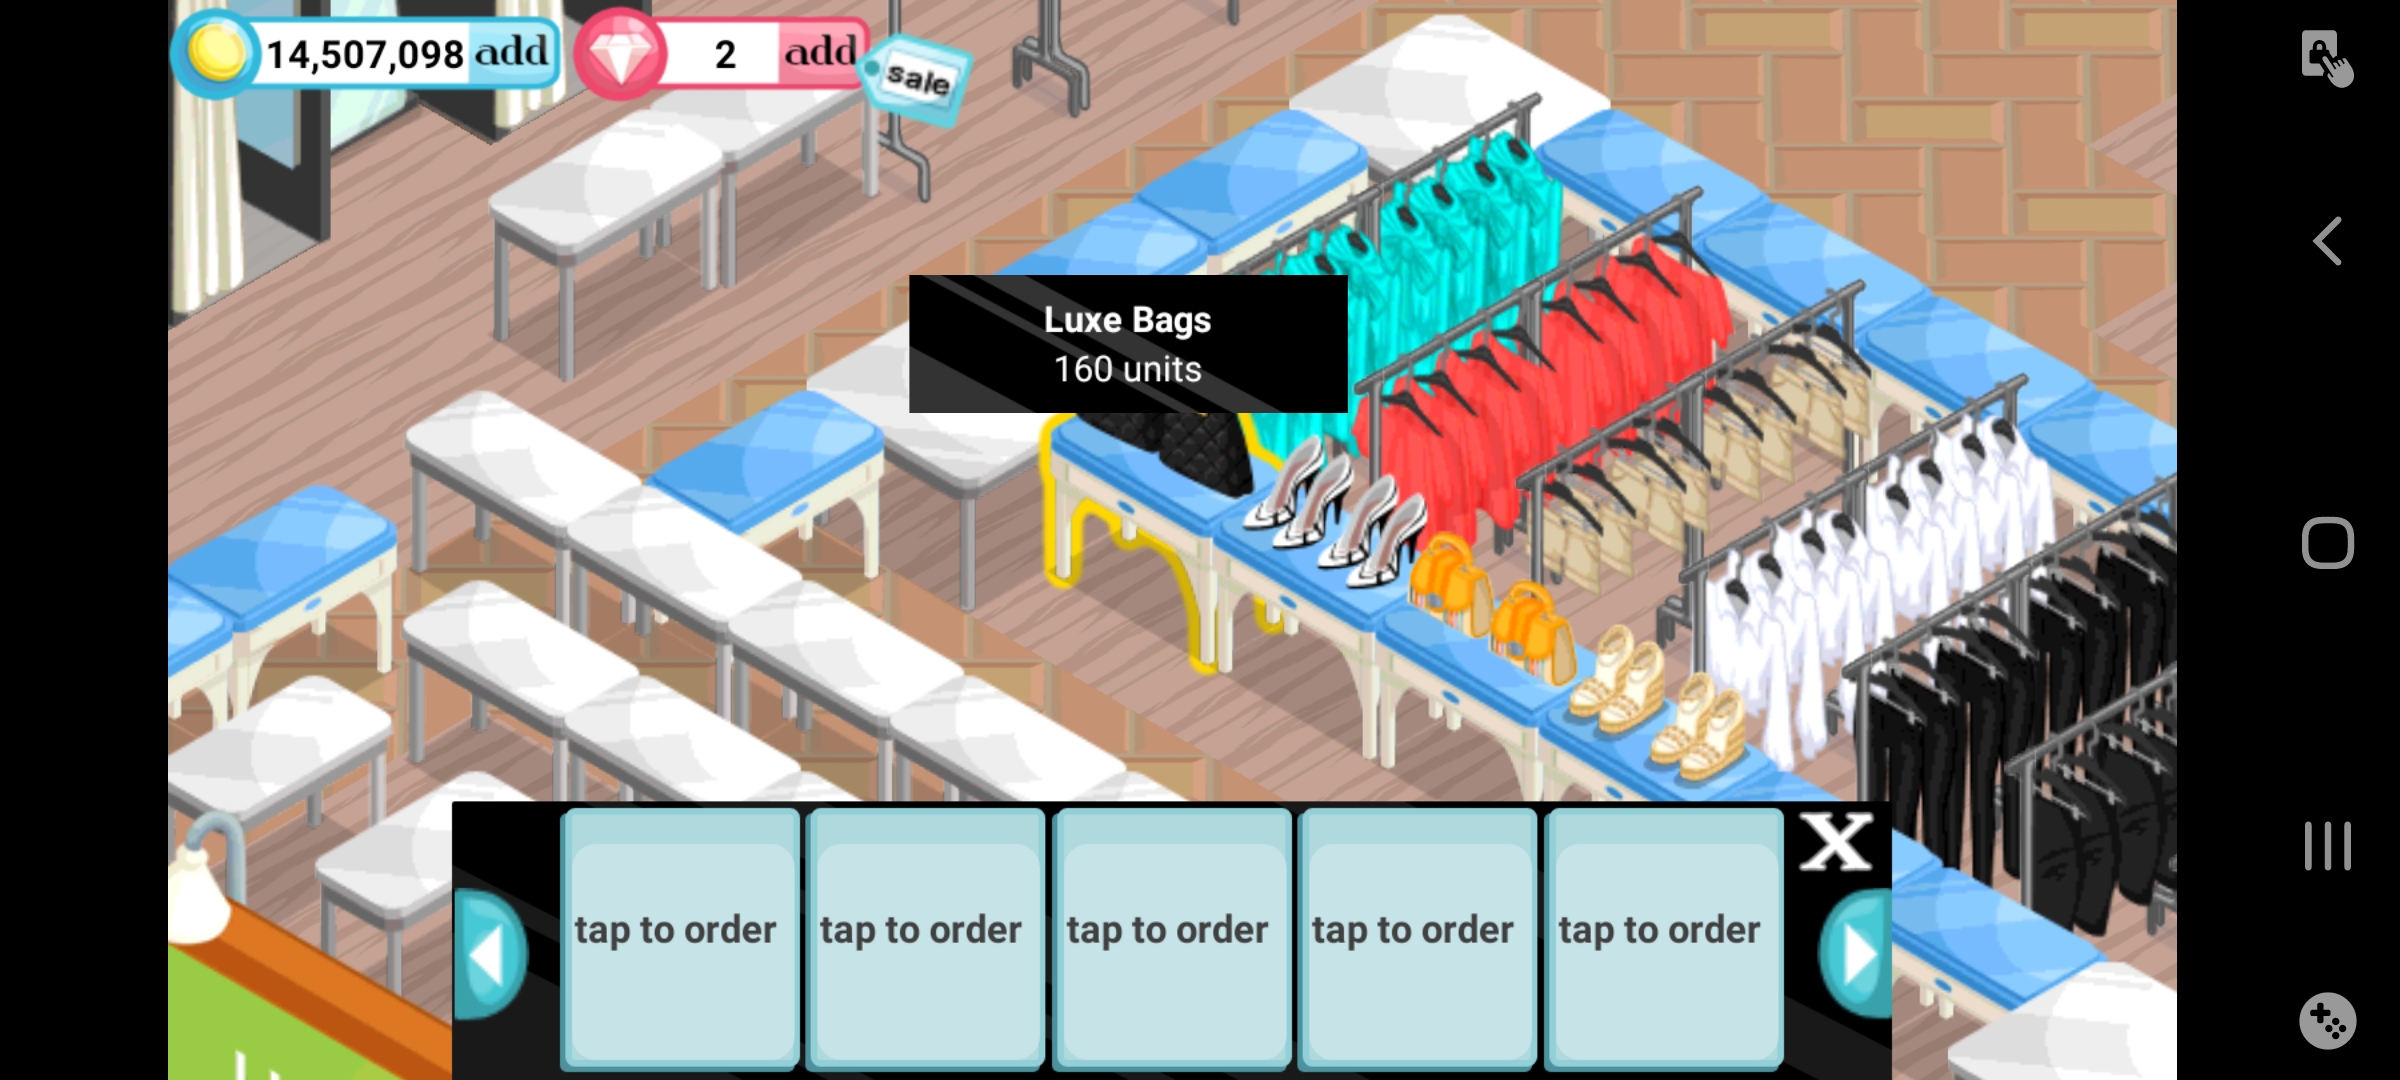 14,507,098 add
2 add
sale
Luxe Bags
160 units
X
tap to order
tap to order
tap to order
tap to order
tap to order